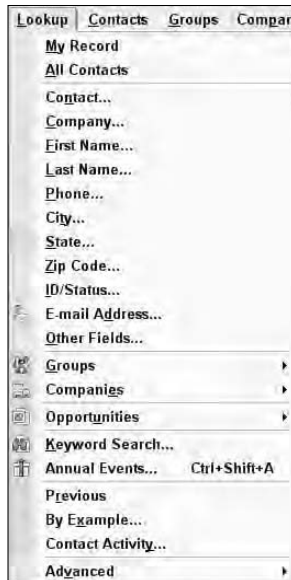 Lookup Contacts Groups Compar
My Record
All Contacts
Contact...
Company...
First Name...
Last Name...
Phone...
City...
State...
Zip Code...
ID/Status...
E-mail Address...
Other Fields...
Groups
Companies
Opportunities
Keyword Search...
Annual Events... Ctrl+Shift+A
Previous
By Example...
Contact Activity...
Advanced